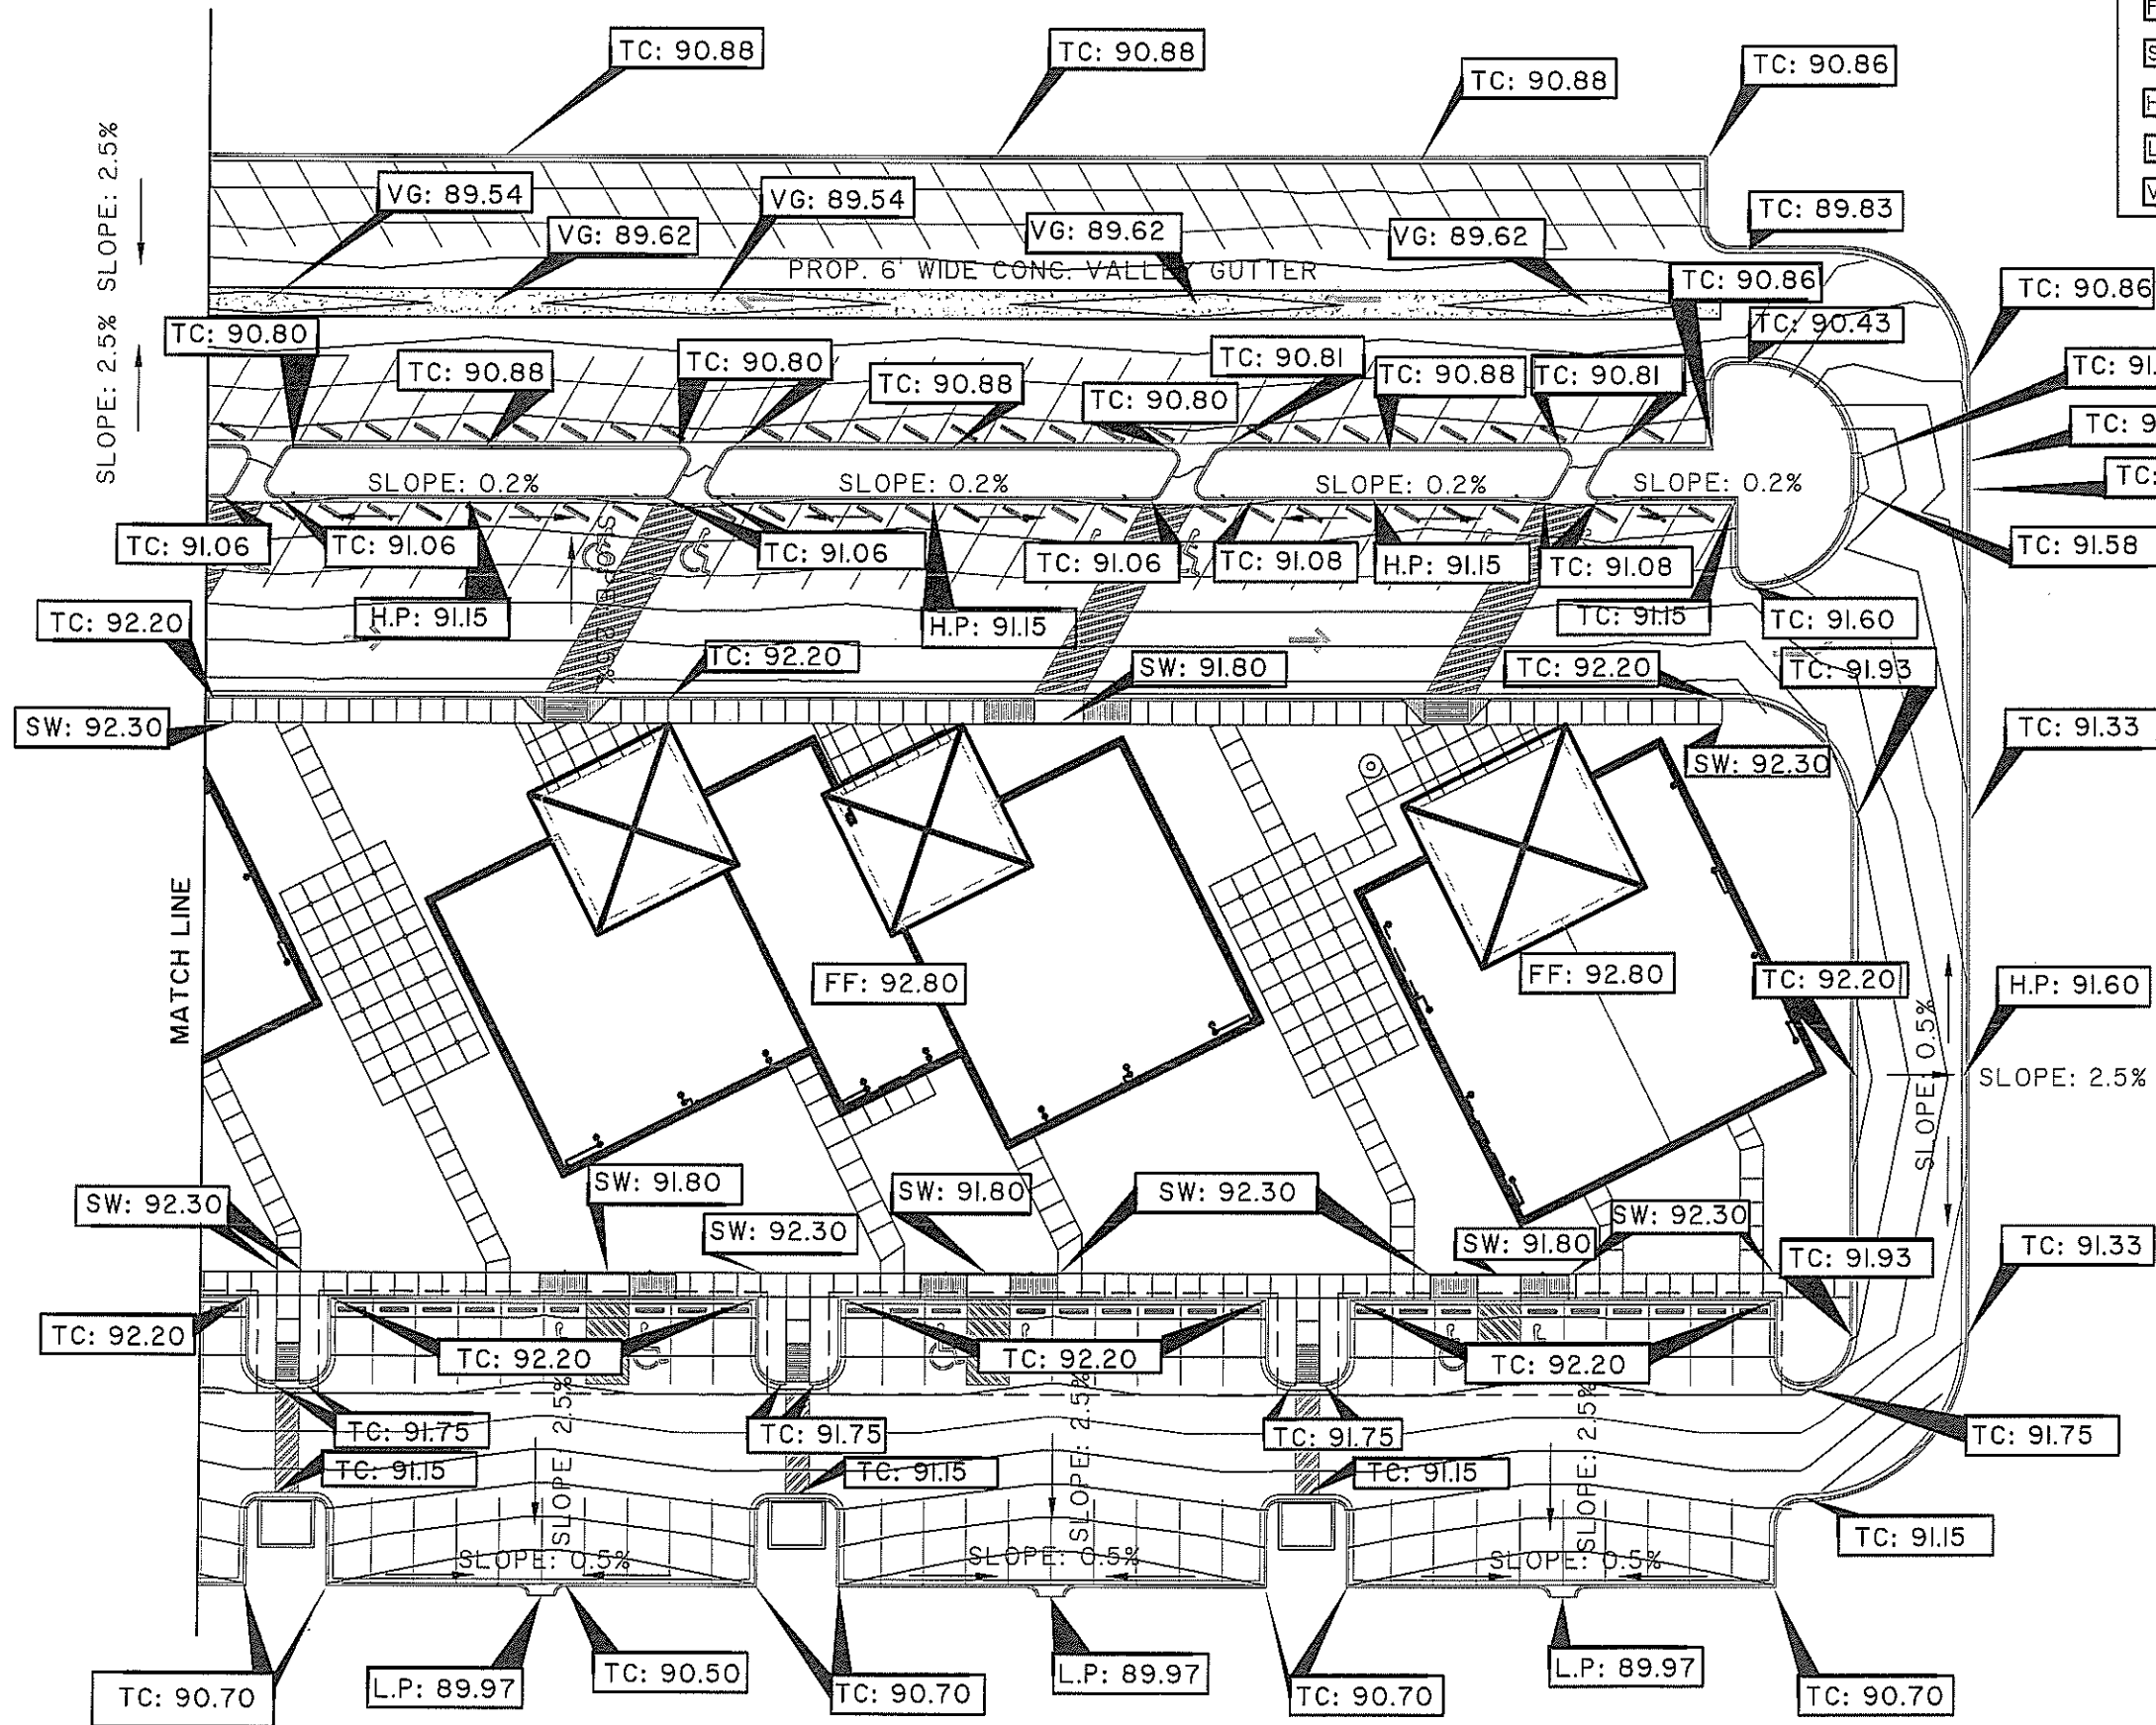 TC: 90.88
TC: 90.88
TC: 90.88
TC: 90.86
SLOPE: 2.5%
VG: 89.54
VG: 89.54
VG: 89.62
VG: 89.62
VG: 89.62
TC: 89.83
PROP. 6' WIDE CONC. VALLEY GUTTER
TC: 90.86
TC: 90.86
SLOPE: 2.5%
TC: 90.80
TC: 90.43
TC: 90.88
TC: 90.80
TC: 90.88
TC: 90.81
TC: 90.80
TC: 90.88
TC: 90.81
TC: 91.
TC: 9
TC:
SLOPE: 0.2%
SLOPE: 0.2%
SLOPE: 0.2%
SLOPE: 0.2%
TC: 91.06
TC: 91.06
TC: 91.06
TC: 91.06
TC: 91.08
H.P: 91.15
TC: 91.08
TC: 91.58
H.P: 91.15
H.P: 91.15
TC: 91.15
TC: 91.60
TC: 92.20
TC: 92.20
SW: 91.80
TC: 92.20
TC: 91.93
SW: 92.30
SW: 92.30
TC: 91.33
MATCH LINE
FF: 92.80
FF: 92.80
TC: 92.20
H.P: 91.60
SLOPE: 0.5%
SLOPE: 2.5%
SW: 92.30
SW: 91.80
SW: 91.80
SW: 92.30
SW: 92.30
SW: 92.30
SW: 91.80
TC: 91.93
TC: 91.33
TC: 92.20
TC: 92.20
TC: 92.20
TC: 92.20
TC: 91.75
TC: 91.75
TC: 91.75
TC: 91.75
SLOPE: 2.5%
SLOPE: 2.5%
SLOPE: 2.5%
TC: 91.15
TC: 91.15
TC: 91.15
TC: 91.15
SLOPE: 0.5%
SLOPE: 0.5%
SLOPE: 0.5%
TC: 90.70
L.P: 89.97
TC: 90.50
TC: 90.70
L.P: 89.97
TC: 90.70
L.P: 89.97
TC: 90.70